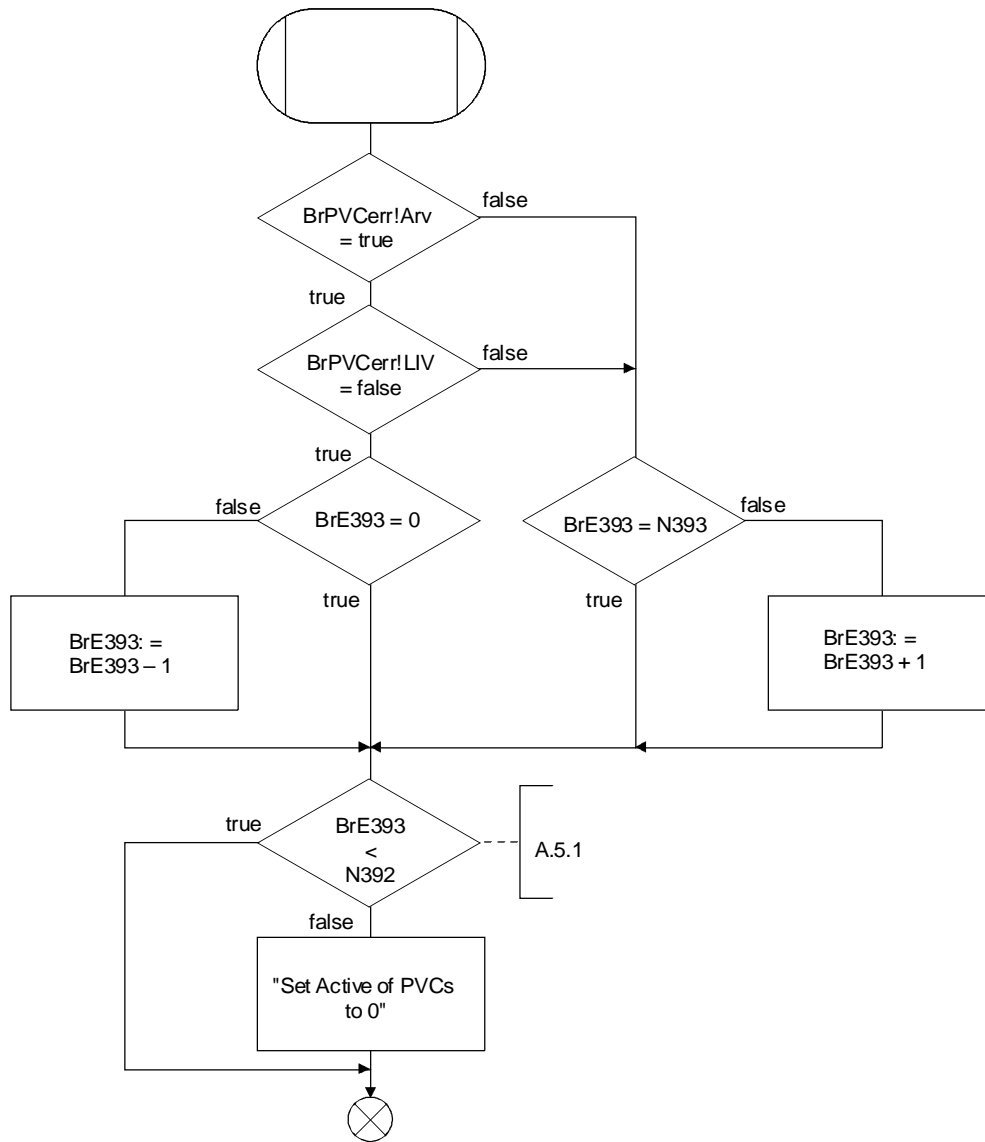 BrPVCerr!Arv
= true
false
true
BrPVCerr!LIV
= false
false
true
BrE393 = 0
false
true
BrE393 = N393
false
true
BrE393: =
BrE393 – 1
BrE393: =
BrE393 + 1
BrE393
<
N392
true
A.5.1
false
"Set Active of PVCs
to 0"